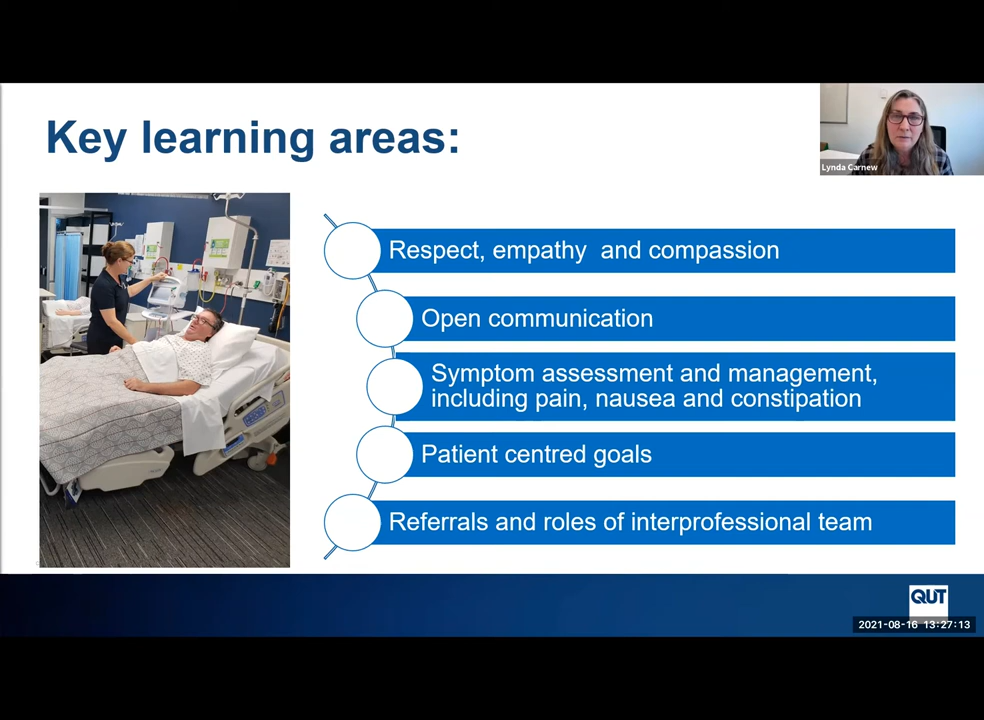 Key learning areas:
Lynda Carnew
Respect, empathy and compassion
Open communication
Symptom assessment and management,
including pain, nausea and constipation
Patient centred goals
Referrals and roles of interprofessional team
QUT
2021-08-16 13:27:13